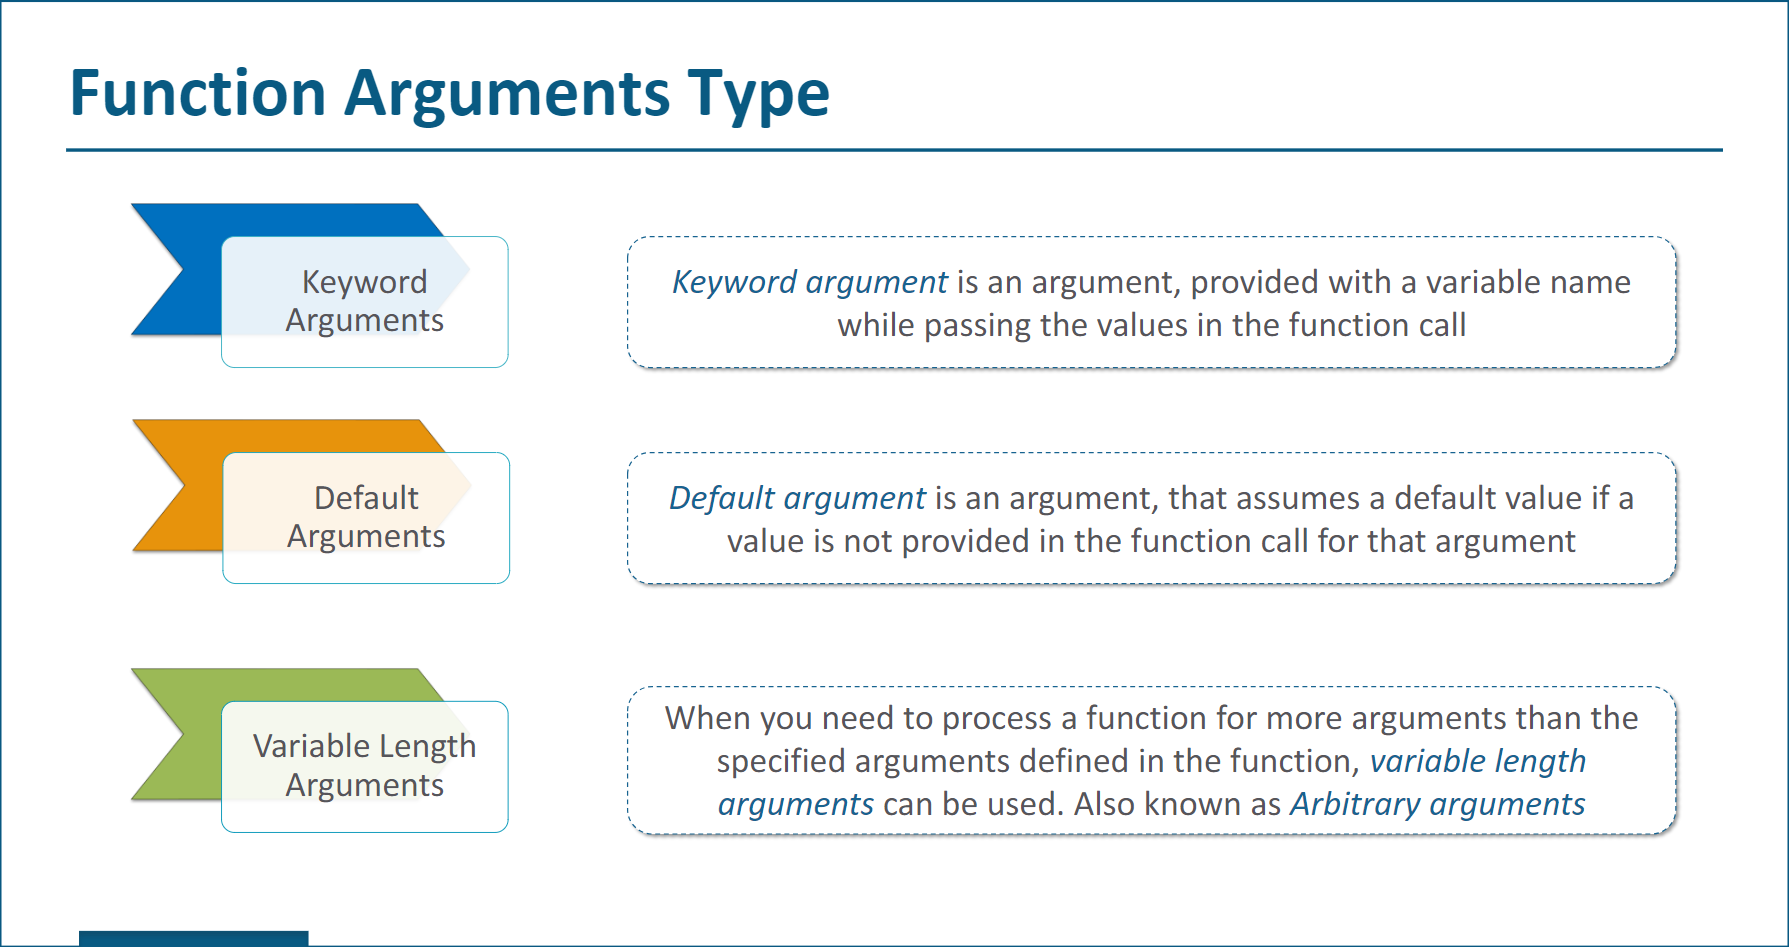 Function Arguments Type
Keyword
Arguments
Keyword argument is an argument, provided with a variable name
while passing the values in the function call
Default
Arguments
Default argument is an argument, that assumes a default value if a
value is not provided in the function call for that argument
Variable Length
Arguments
When you need to process a function for more arguments than the
specified arguments defined in the function, variable length
arguments can be used. Also known as Arbitrary arguments